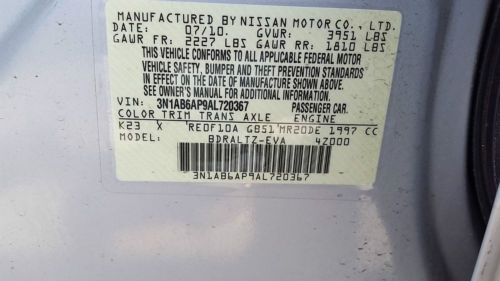 MANUFACTURED BY NISSAN MOTOR CO., LTD.
DATE: 07/10. GVWR: 3951 LBS
GAWR FR: 2227 LBS GAWR RR: 1810 LBS
THIS VEHICLE CONFORMS TO ALL APPLICABLE FEDERAL MOTOR
VEHICLE SAFETY, BUMPER AND THEFT PREVENTION STANDARDS
IN EFFECT ON THE DATE OF MANUFACTURE SHOWN ABOVE.
SEE OWNER'S MANUAL FOR ADDITIONAL INFORMATION.
VIN: 3N1AB6AP9AL720367 PASSENGER CAR.
COLOR TRIM TRANS AXLE ENGINE
K23 X RE0F10A GB51 MR20DE 1997 CC
MODEL: BDRALTZ-EVA 4Z000
3N1AB6AP9AL720367